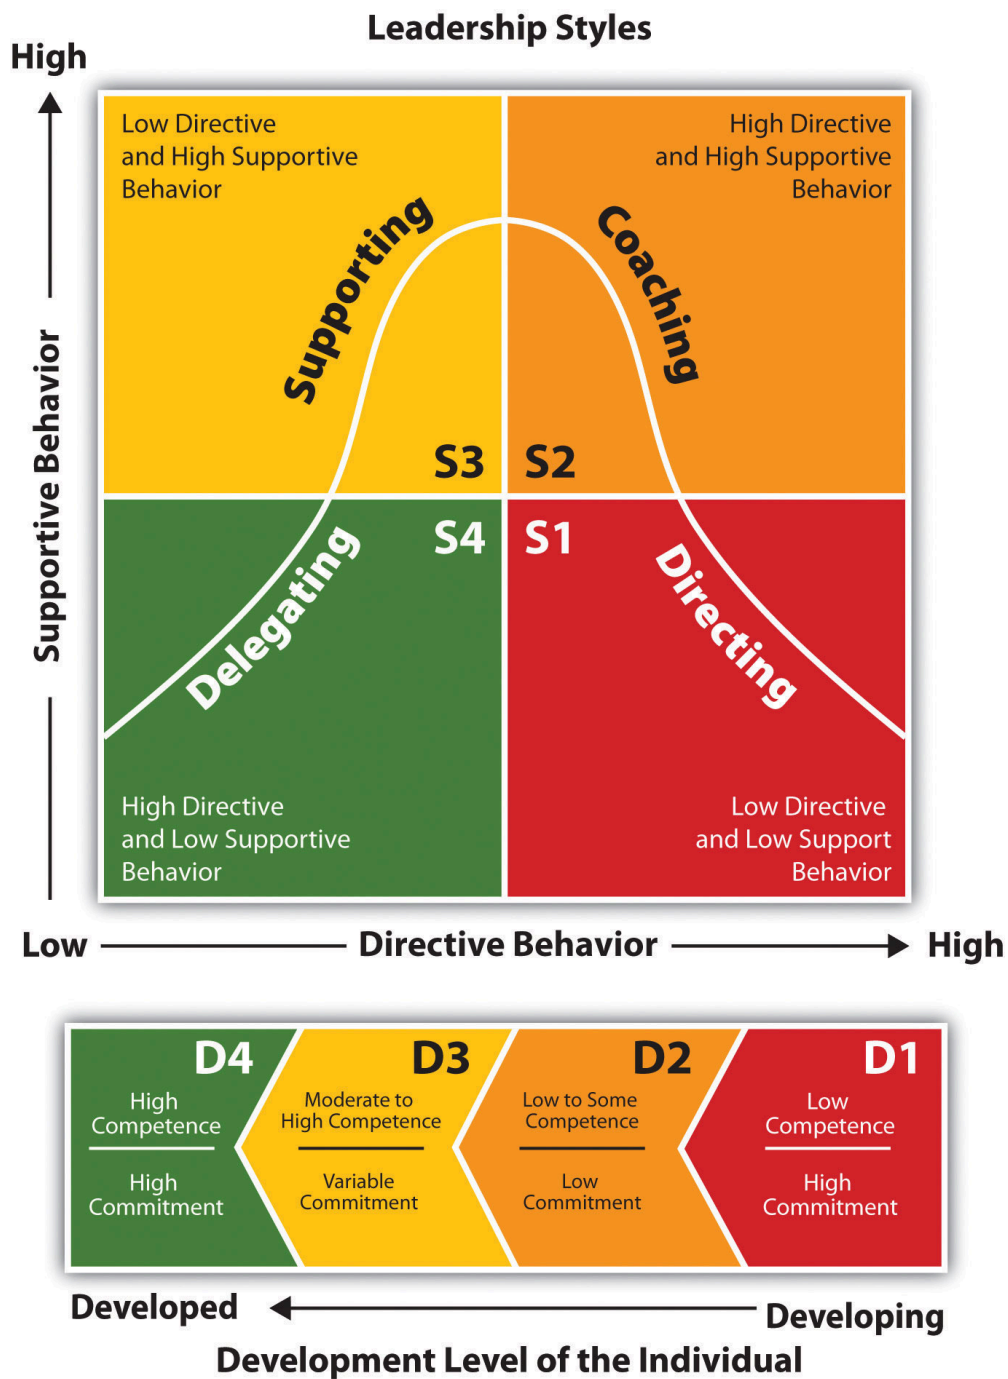 Leadership Styles
High
Low Directive
and High Supportive
Behavior
High Directive
and High Supportive
Behavior
Supporting
Coaching
S3
S2
Supportive Behavior
S4
S1
Delegating
Directing
High Directive
and Low Supportive
Behavior
Low Directive
and Low Support
Behavior
Low
Directive Behavior
High
D4
High
Competence
High
Commitment
D3
Moderate to
High Competence
Variable
Commitment
D2
Low to Some
Competence
Low
Commitment
D1
Low
Competence
High
Commitment
Developed
Developing
Development Level of the Individual